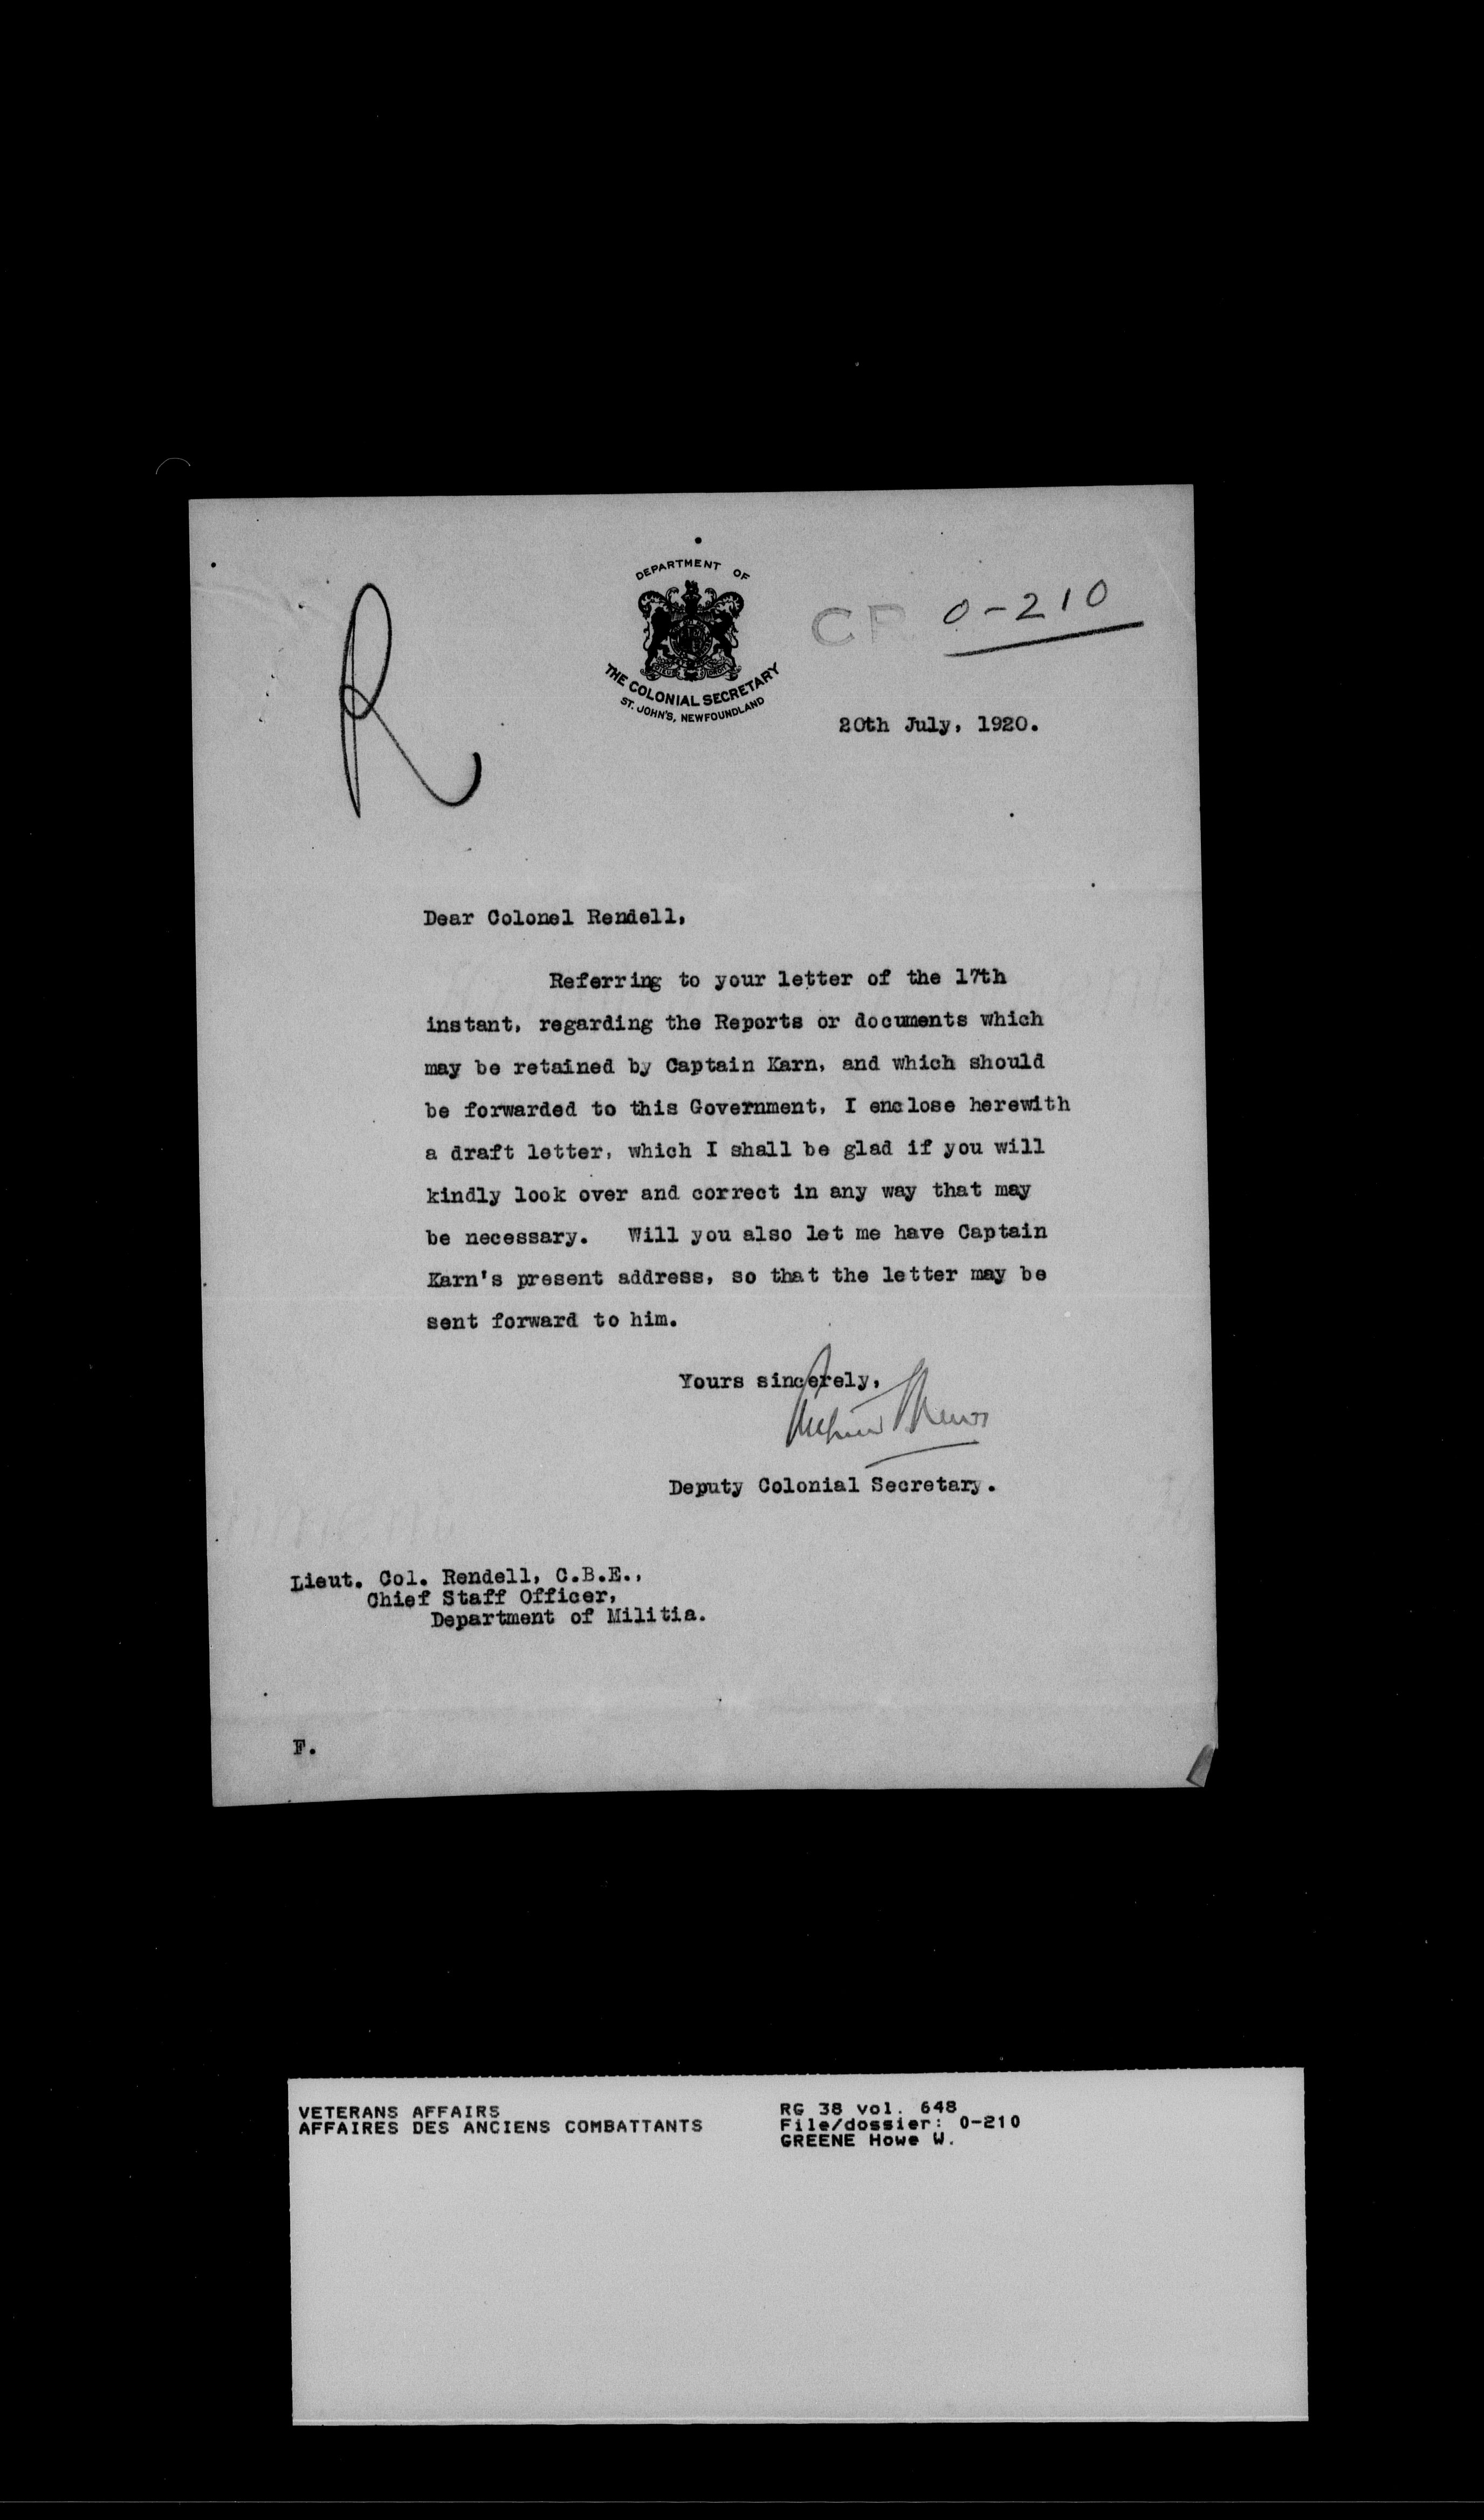 DEPARTMENT OF
THE COLONIAL SECRETARY
ST. JOHN'S, NEWFOUNDLAND
R
CR 0-210
20th July, 1920.
Dear Colonel Rendell,
Referring to your letter of the 17th
instant, regarding the Reports or documents which
may be retained by Captain Karn, and which should
be forwarded to this Government, I enclose herewith
a draft letter, which I shall be glad if you will
kindly look over and correct in any way that may
be necessary. Will you also let me have Captain
Karn's present address, so that the letter may be
sent forward to him.
Yours sincerely,
Arthur Mews
Deputy Colonial Secretary.
Lieut. Col. Rendell, C.B.E.,
Chief Staff Officer,
Department of Militia.
F.
VETERANS AFFAIRS
AFFAIRES DES ANCIENS COMBATTANTS
RG 38 vol. 648
File/dossier: 0-210
GREENE Howe W.